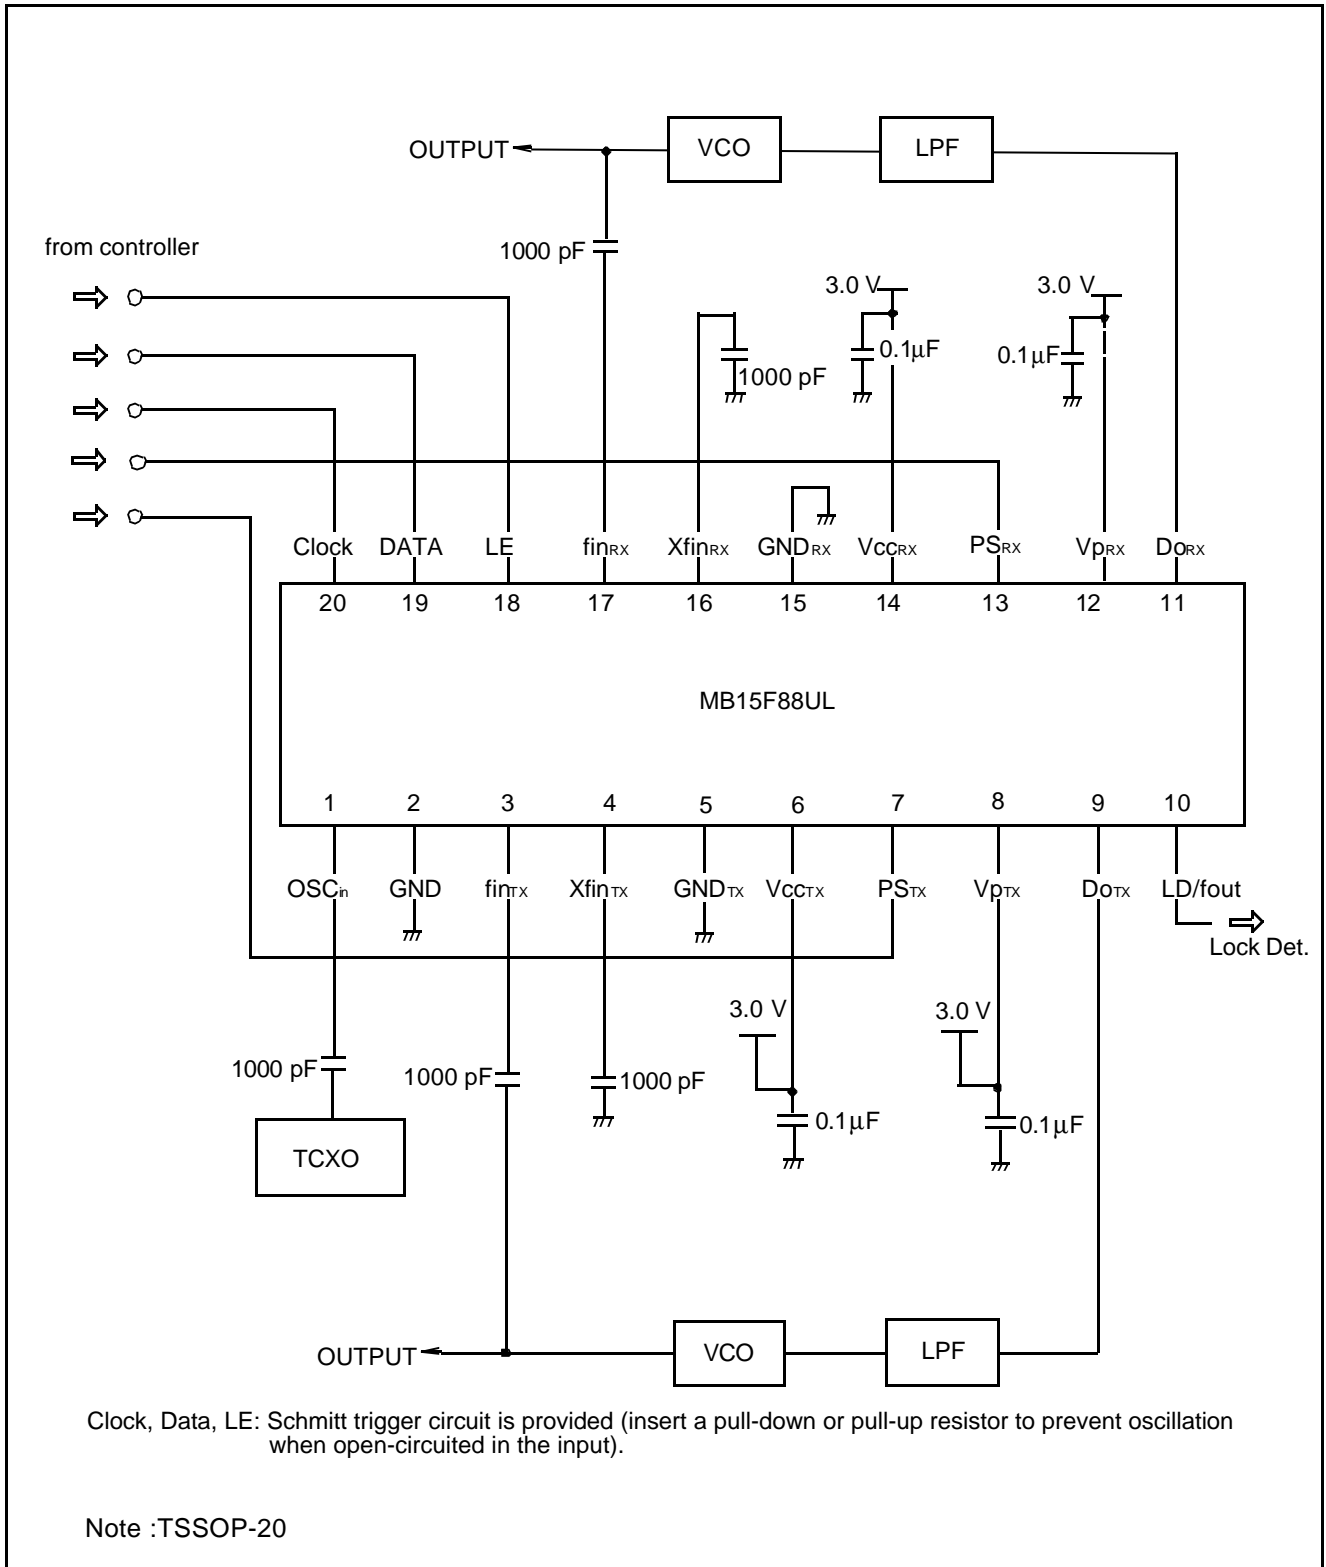 OUTPUT
VCO
LPF
from controller
1000 pF
3.0 V
3.0 V
0.1µF
0.1µF
1000 pF
Clock DATA LE finRX XfinRX GNDRX VccRX PSRX VpRX DoRX
20 19 18 17 16 15 14 13 12 11
MB15F88UL
1 2 3 4 5 6 7 8 9 10
OSCin GND finTX XfinTX GNDTX VccTX PSTX VpTX DoTX LD/fout
Lock Det.
3.0 V
3.0 V
1000 pF
1000 pF
1000 pF
0.1µF
0.1µF
TCXO
OUTPUT
VCO
LPF
Clock, Data, LE: Schmitt trigger circuit is provided (insert a pull-down or pull-up resistor to prevent oscillation
when open-circuited in the input).
Note :TSSOP-20